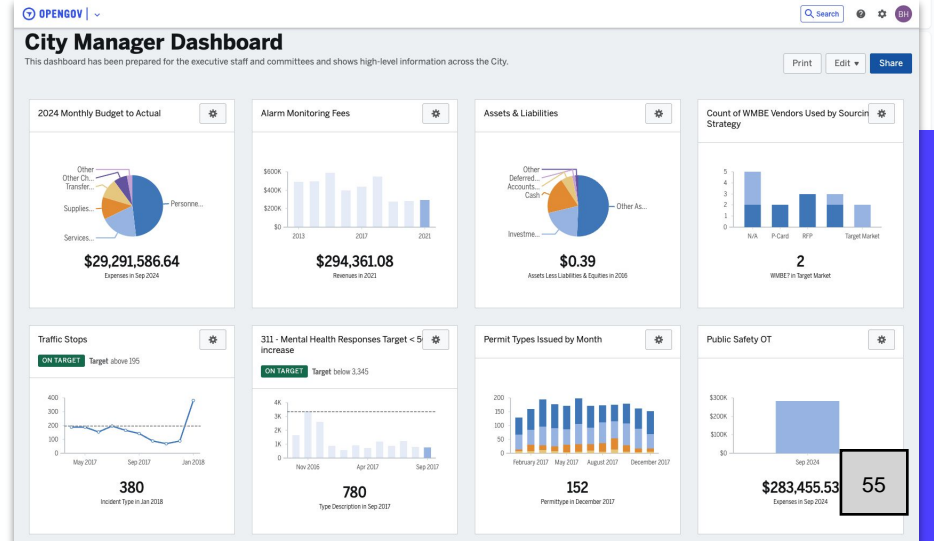 OPENGOV
Search
BH
City Manager Dashboard
This dashboard has been prepared for the executive staff and committees and shows high-level information across the City.
Print
Edit
Share
2024 Monthly Budget to Actual
Other
Other Ch...
Transfer...
Supplies...
Services...
Personne...
$29,291,586.64
Expenses in Sep 2024
Alarm Monitoring Fees
$600K
$400K
$200K
$0
2013 2017 2021
$294,361.08
Revenues in 2021
Assets & Liabilities
Other
Deferred...
Accounts...
Cash
Investme...
Other As...
$0.39
Assets Less Liabilities & Equities in 2016
Count of WMBE Vendors Used by Sourcin
Strategy
5
4
3
2
1
0
N/A P-Card RFP Target Market
2
WMBE? in Target Market
Traffic Stops
ON TARGET Target above 195
400
300
200
100
0
May 2017 Sep 2017 Jan 2018
380
Incident Type in Jan 2018
311 - Mental Health Responses Target < 5
increase
ON TARGET Target below 3,345
4K
3K
2K
1K
0
Nov 2016 Apr 2017 Sep 2017
780
Type Description in Sep 2017
Permit Types Issued by Month
200
150
100
50
0
February 2017 May 2017 August 2017 December 2017
152
Permittype in December 2017
Public Safety OT
$300K
$200K
$100K
$0
Sep 2024
$283,455.53
Expenses in Sep 2024
55